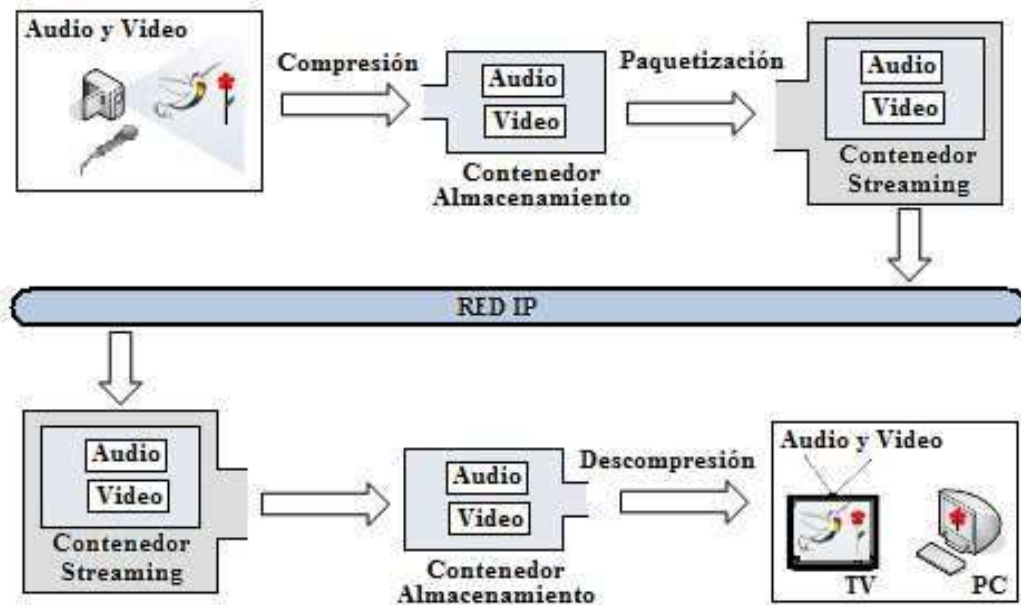 Audio y Video
Compresión
Audio
Video
Contenedor
Almacenamiento
Paquetización
Audio
Video
Contenedor
Streaming
RED IP
Audio
Video
Contenedor
Streaming
Audio
Video
Contenedor
Almacenamiento
Descompresión
Audio y Video
TV
PC